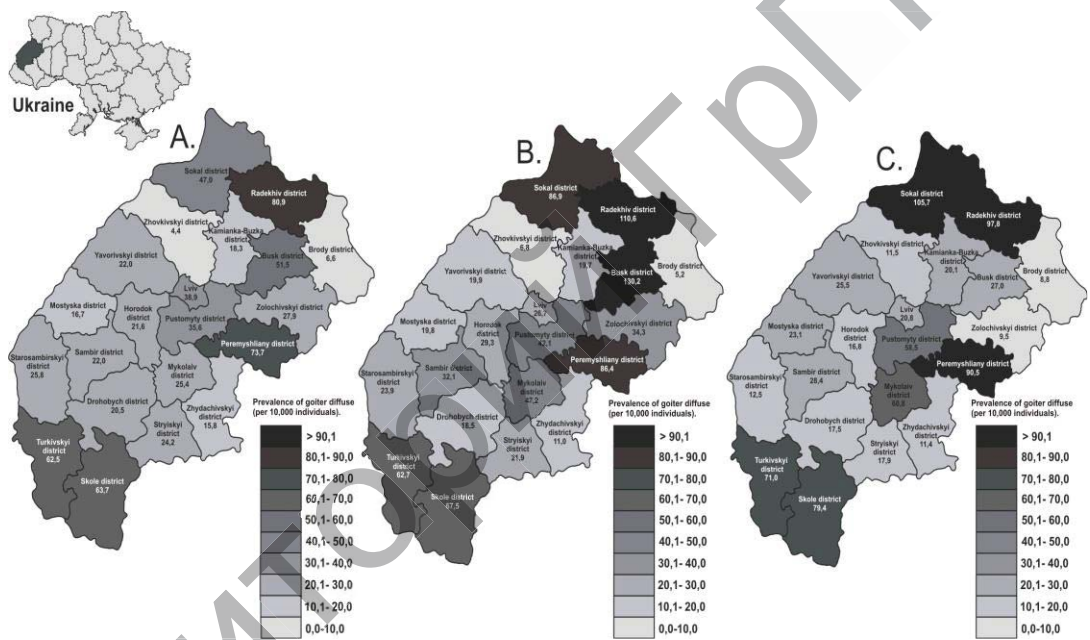 Ukraine
A.
Sokal district
47,0
Radekhiv district
80,9
Zhovkivskyi district
4,4
Kamianka-Buzka
district
18,3
Brody district
6,6
Yavorivskyi district
22,0
Busk district
51,5
Lviv
38,9
Mostyska district
16,7
Horodok
district
21,6
Pustomyty district
35,6
Zolochivskyi district
27,9
Peremyshliany district
73,7
Starosambirskyi
district
25,8
Sambir district
22,0
Mykolaiv
district
25,4
Drohobych district
20,5
Zhydachivskyi
district
15,8
Stryiskyi
district
24,2
Turkivskyi
district
62,5
Skole district
63,7
Prevalence of goiter diffuse
(per 10,000 individuals).
> 90,1
80,1- 90,0
70,1- 80,0
60,1- 70,0
50,1- 60,0
40,1- 50,0
30,1- 40,0
20,1- 30,0
10,1- 20,0
0,0-10,0
B.
Sokal district
86,9
Radekhiv district
110,6
Zhovkivskyi district
6,8
Kamianka-Buzka
district
18,7
Brody district
5,2
Yavorivskyi district
19,9
Busk district
130,2
Lviv
26,7
Mostyska district
19,8
Horodok
district
29,3
Pustomyty district
42,1
Zolochivskyi district
34,3
Peremyshliany district
86,4
Starosambirskyi
district
23,9
Sambir district
32,1
Mykolaiv
district
47,2
Drohobych district
18,5
Zhydachivskyi
district
11,0
Stryiskyi
district
21,9
Turkivskyi
district
62,7
Skole district
67,5
Prevalence of goiter diffuse
(per 10,000 individuals).
> 90,1
80,1- 90,0
70,1- 80,0
60,1- 70,0
50,1- 60,0
40,1- 50,0
30,1- 40,0
20,1- 30,0
10,1- 20,0
0,0-10,0
C.
Sokal district
105,7
Radekhiv district
97,8
Zhovkivskyi district
11,5
Kamianka-Buzka
district
20,1
Brody district
8,8
Yavorivskyi district
25,5
Busk district
27,0
Lviv
20,8
Mostyska district
23,1
Horodok
district
16,8
Pustomyty district
Zolochivskyi
district
9,5
Peremyshliany district
90,5
Starosambirskyi
district
12,5
Sambir district
28,4
Mykolaiv
district
Drohobych
district
17,5
Zhydachivskyi
district
11,4
Stryiskyi
district
17,9
Turkivskyi
district
71,0
Skole district
79,4
Prevalence of goiter diffuse
(per 10,000 individuals).
> 90,1
80,1- 90,0
70,1- 80,0
60,1- 70,0
50,1- 60,0
40,1- 50,0
30,1- 40,0
20,1- 30,0
10,1- 20,0
0,0-10,0